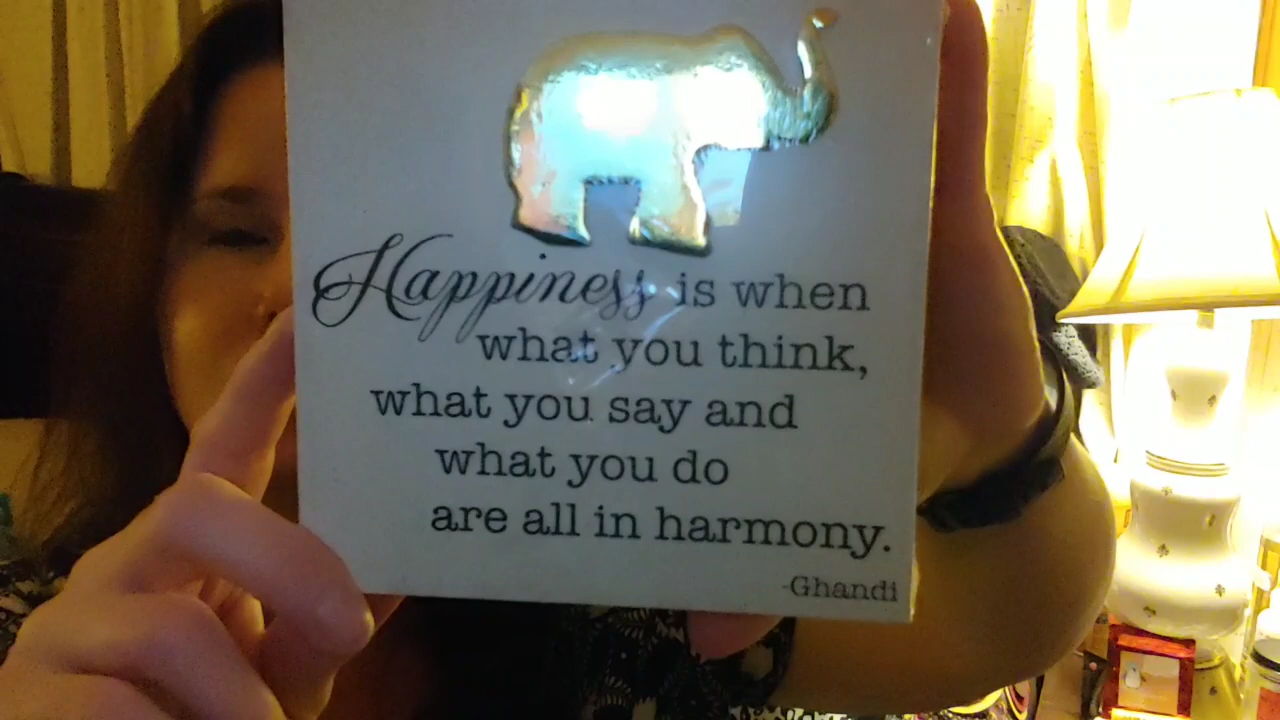 Happiness is when
what you think,
what you say and
what you do
are all in harmony.
-Ghandi